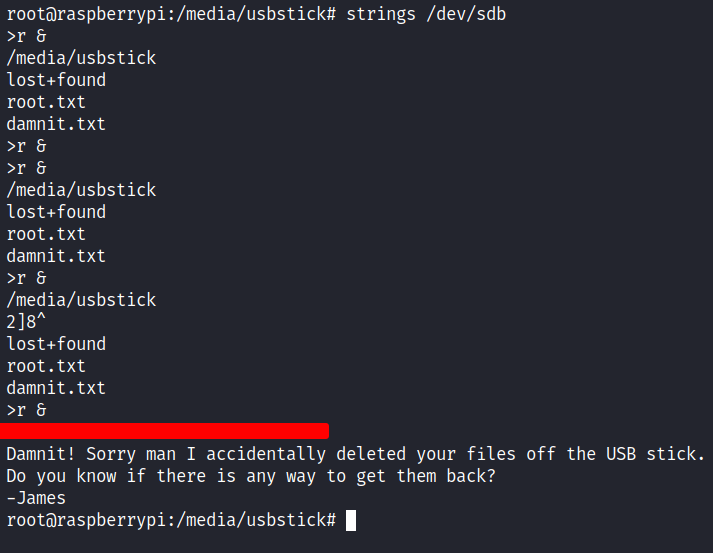 root@raspberrypi:/media/usbstick# strings /dev/sdb
>r &
/media/usbstick
lost+found
root.txt
damnit.txt
>r &
>r &
/media/usbstick
lost+found
root.txt
damnit.txt
>r &
/media/usbstick
2]8^
lost+found
root.txt
damnit.txt
>r &
Damnit! Sorry man I accidentally deleted your files off the USB stick.
Do you know if there is any way to get them back?
-James
root@raspberrypi:/media/usbstick#